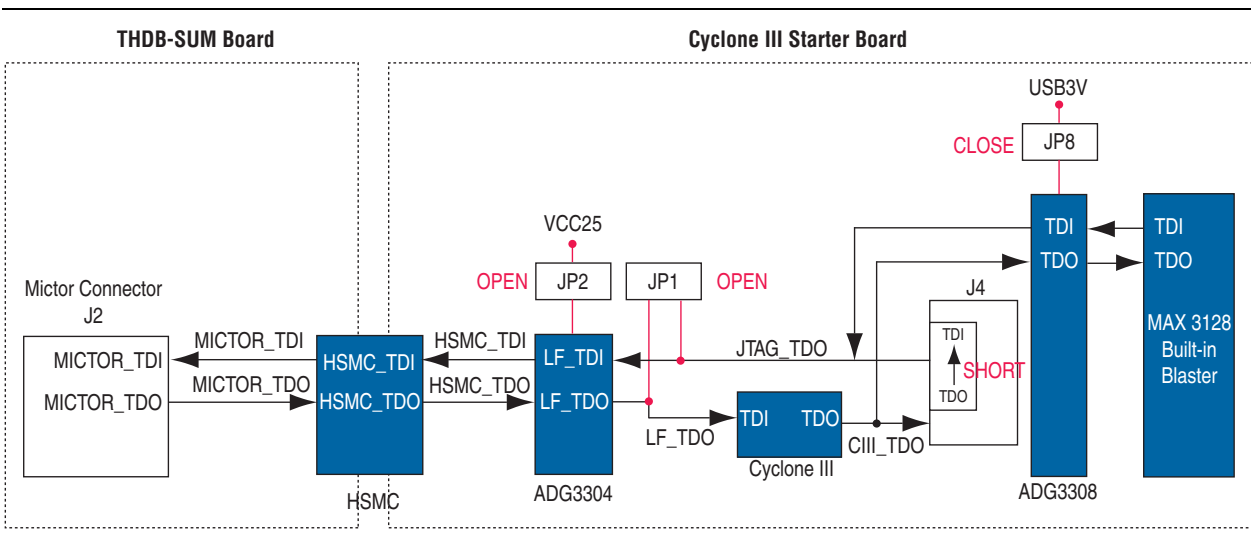 THDB-SUM Board
Cyclone III Starter Board
USB3V
CLOSE
JP8
VCC25
OPEN
JP2
JP1
OPEN
TDI
TDO
TDI
TDO
MAX 3128
Built-in
Blaster
J4
TDI
SHORT
TDO
Mictor Connector
J2
MICTOR_TDI
MICTOR_TDO
MICTOR_TDI
MICTOR_TDO
HSMC_TDI
HSMC_TDO
HSMC
HSMC_TDI
HSMC_TDO
LF_TDI
LF_TDO
ADG3304
JTAG_TDO
LF_TDO
TDI
TDO
Cyclone III
CIII_TDO
ADG3308